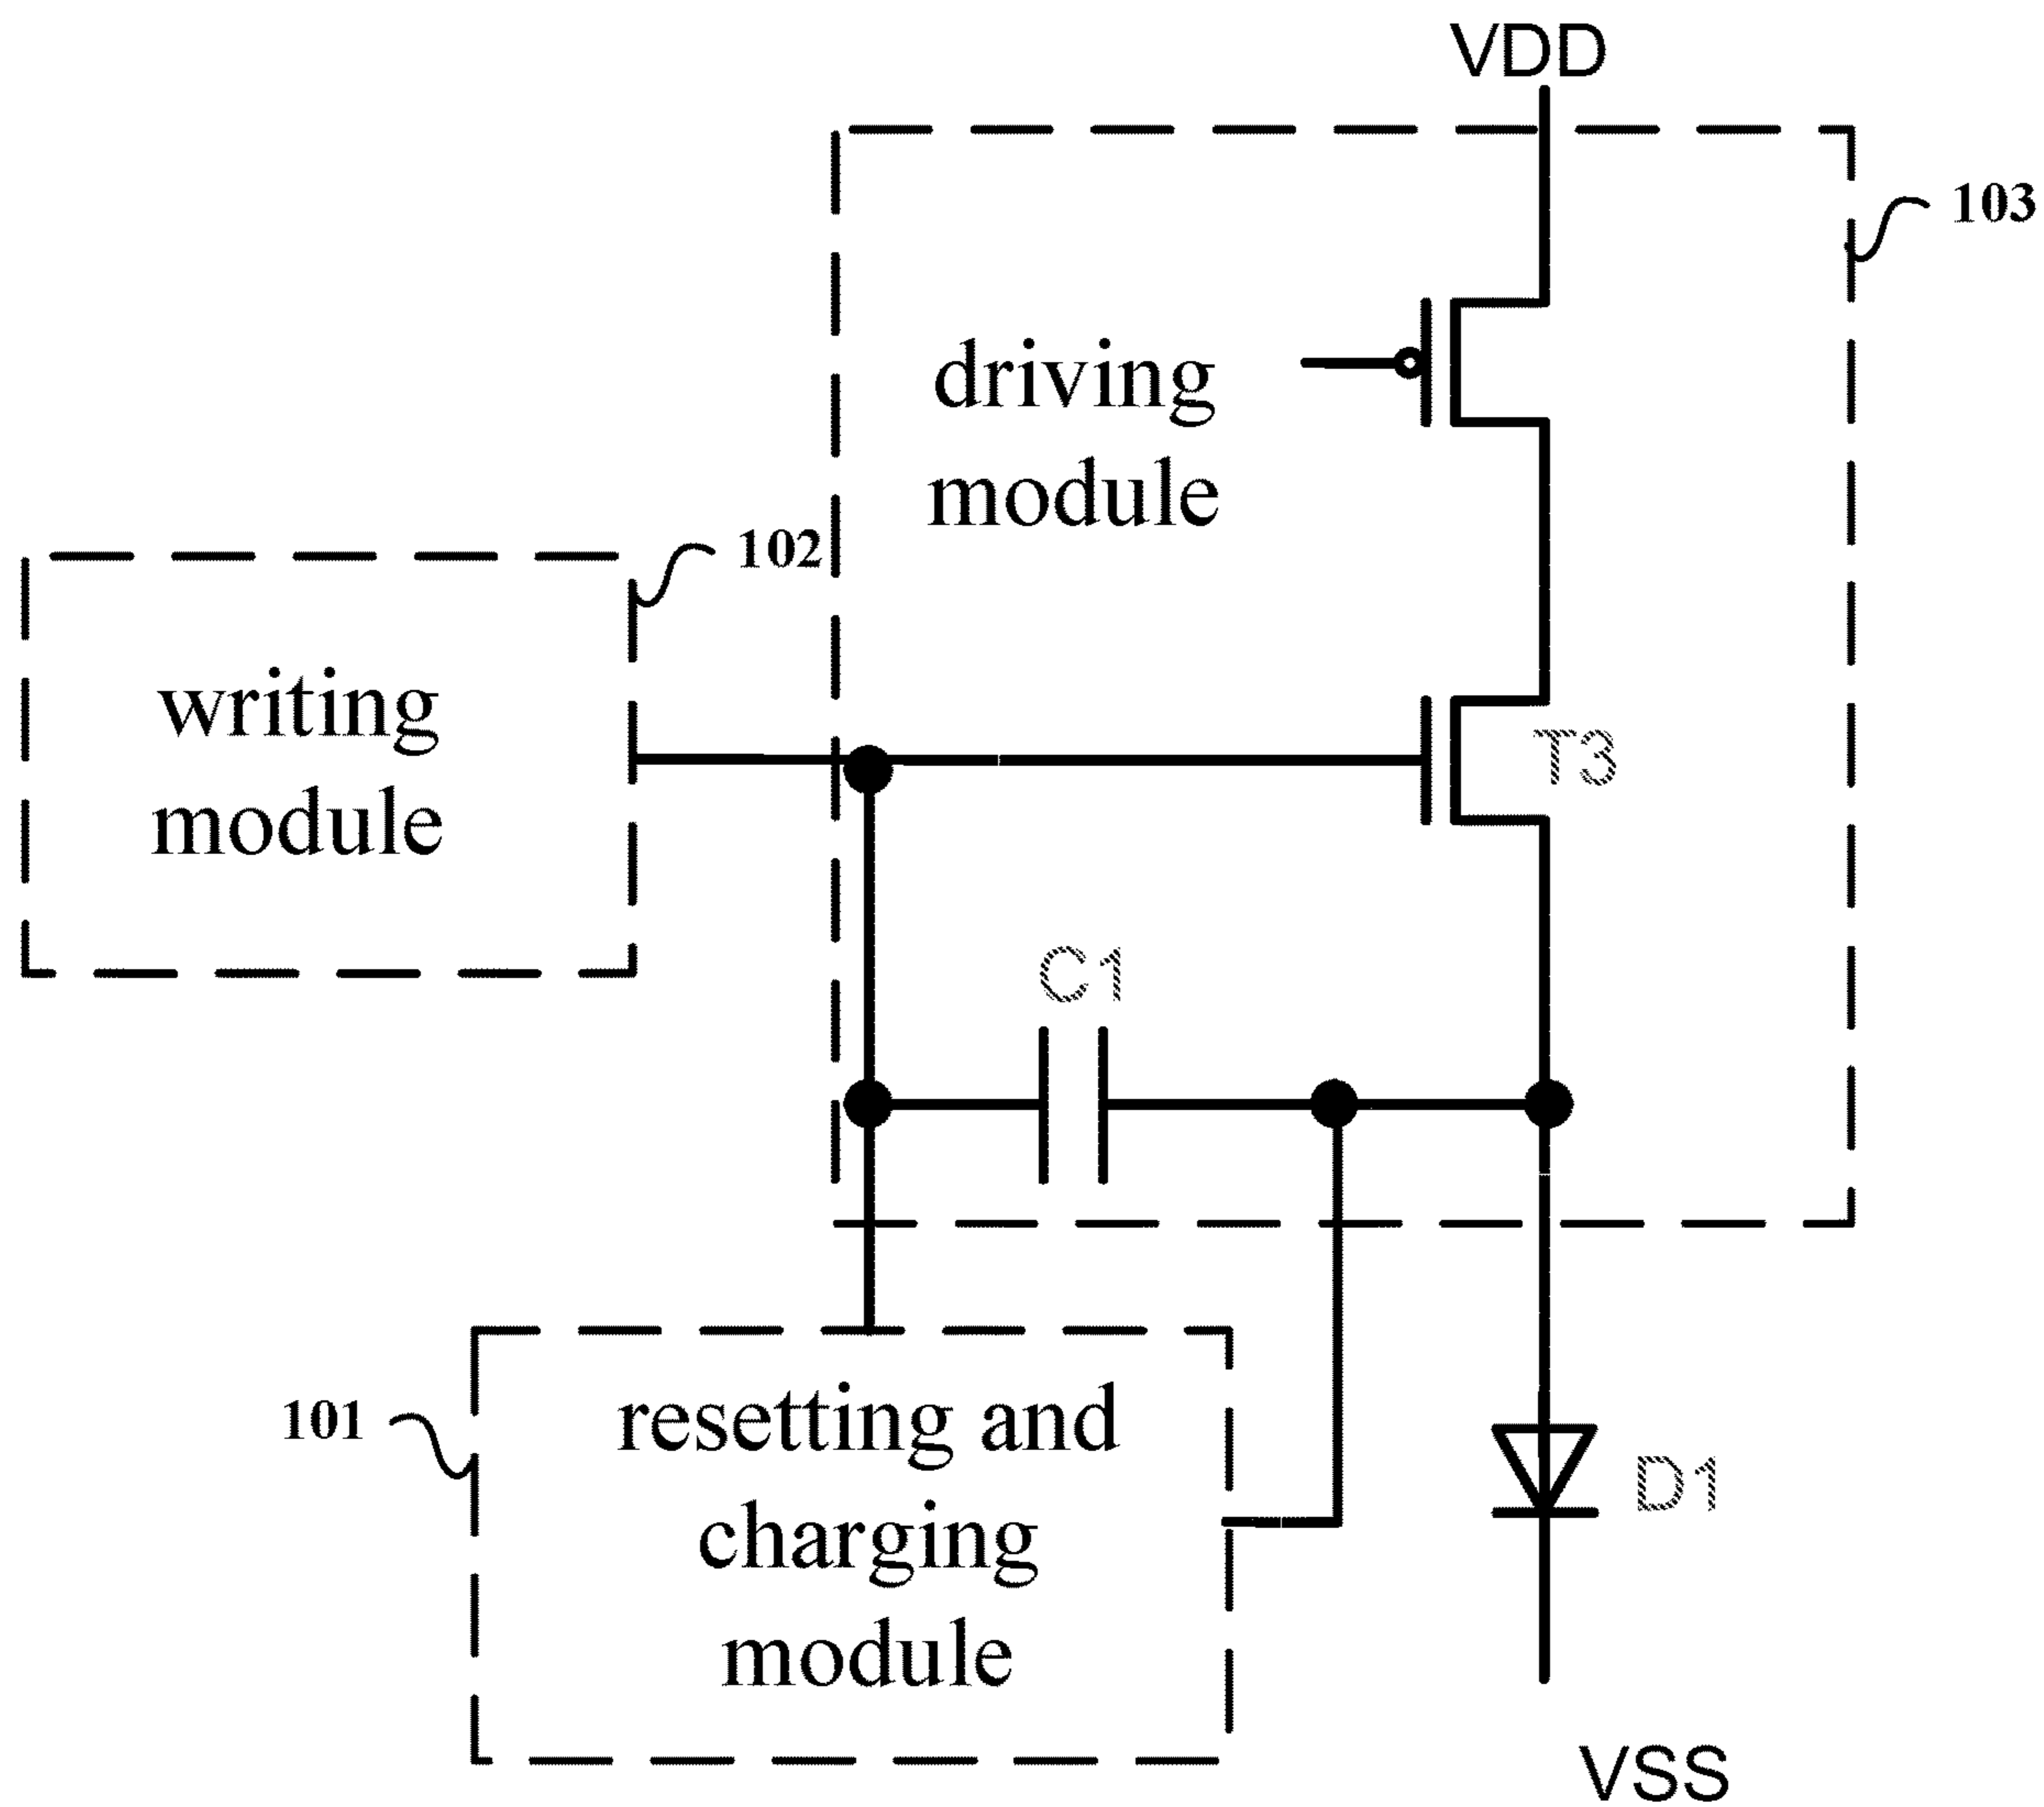 VDD
103
driving
module
102
writing
module
T3
C1
101
resetting and
charging
module
D1
VSS